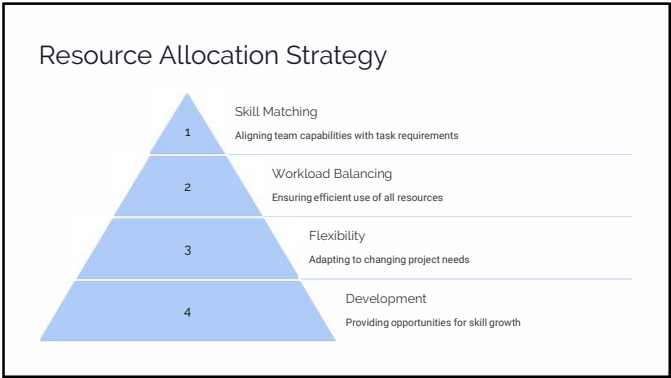 Resource Allocation Strategy
1
Skill Matching
Aligning team capabilities with task requirements
2
Workload Balancing
Ensuring efficient use of all resources
3
Flexibility
Adapting to changing project needs
4
Development
Providing opportunities for skill growth